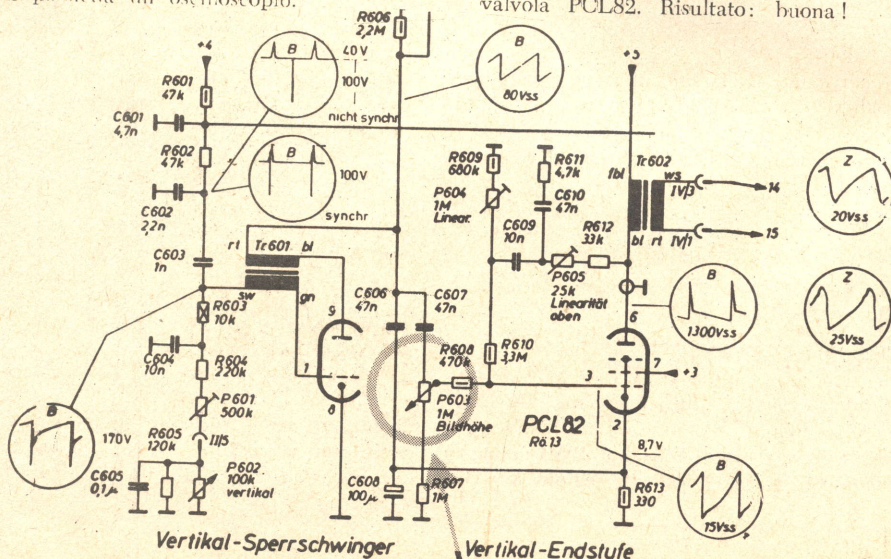 valvola PCL82. Risultato: buona!
+4
R601
47k
C601
4,7n
R602
47k
C602
2,2n
C603
1n
B
40V
100V
nicht synchr
B
100V
synchr
R606
2,2M
B
80Vss
+5
rt Tr601 bl
sw
gn
R603
10k
C604
10n
R604
220k
P601
500k
II/5
R605
120k
C605
0,1µ
P602
100k
vertikal
B
170V
9
1
8
C606
47n
C607
47n
R608
470k
P603
1M
Bildhöhe
C608
100µ
R607
1M
R609
680k
P604
1M
Linear.
R611
4,7k
C610
47n
C609
10n
R612
33k
P605
25k
Linearität
oben
R610
3,3M
fbl
Tr602
ws
IV/3
14
bl rt IV/1
15
Z
20Vss
Z
25Vss
B
1300Vss
6
3
7
+3
2
PCL82
Rö.13
8,7V
R613
330
B
15Vss
Vertikal-Sperrschwinger
Vertikal-Endstufe